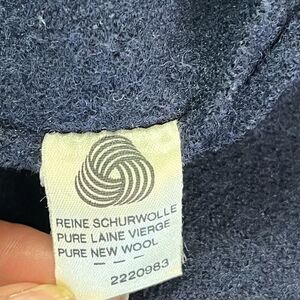 REINE SCHURWOLLE
PURE LAINE VIERGE
PURE NEW WOOL
— — —
2220983